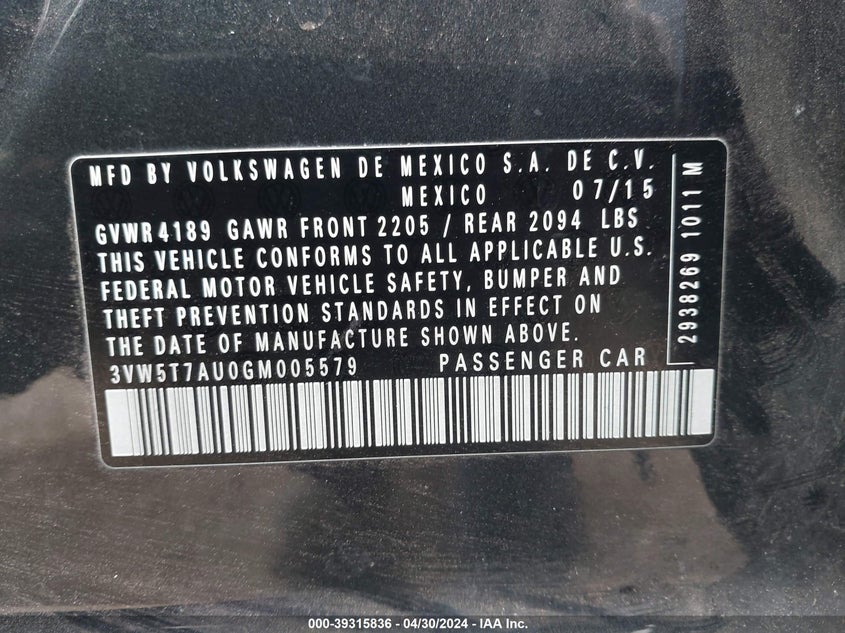 MFD BY VOLKSWAGEN DE MEXICO S.A. DE C.V.
MEXICO 07/15
GVWR 4189 GAWR FRONT 2205 / REAR 2094 LBS
THIS VEHICLE CONFORMS TO ALL APPLICABLE U.S.
FEDERAL MOTOR VEHICLE SAFETY, BUMPER AND
THEFT PREVENTION STANDARDS IN EFFECT ON
THE DATE OF MANUFACTURE SHOWN ABOVE.
3VW5T7AU0GM005579 PASSENGER CAR
2938269 1011 M
000-39315836 - 04/30/2024 - IAA Inc.